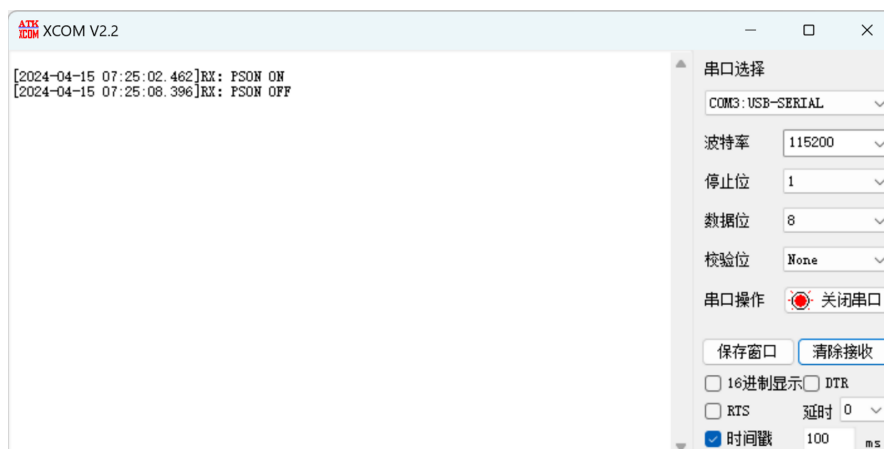 ATK XCOM XCOM V2.2
[2024-04-15 07:25:02.462]RX: PSON ON
[2024-04-15 07:25:08.396]RX: PSON OFF
串口选择
COM3:USB-SERIAL
波特率 115200
停止位 1
数据位 8
校验位 None
串口操作 关闭串口
保存窗口 清除接收
16进制显示 DTR
RTS 延时 0
时间戳 100 ms